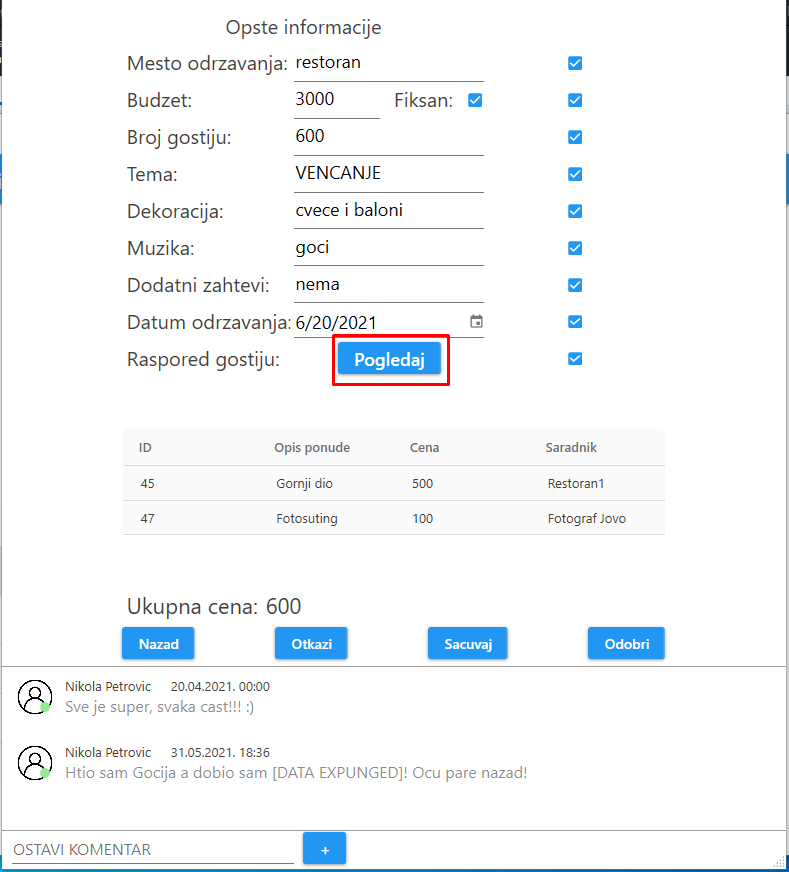 Opste informacije
Mesto odrzavanja: restoran
Budzet: 3000 Fiksan:
Broj gostiju: 600
Tema: VENCANJE
Dekoracija: cvece i baloni
Muzika: goci
Dodatni zahtevi: nema
Datum odrzavanja: 6/20/2021
Raspored gostiju: Pogledaj
ID Opis ponude Cena Saradnik
45 Gornji dio 500 Restoran1
47 Fotosuting 100 Fotograf Jovo
Ukupna cena: 600
Nazad Otkazi Sacuvaj Odobri
Nikola Petrovic 20.04.2021. 00:00
Sve je super, svaka cast!!! :)
Nikola Petrovic 31.05.2021. 18:36
Htio sam Gocija a dobio sam [DATA EXPUNGED]! Ocu pare nazad!
OSTAVI KOMENTAR +